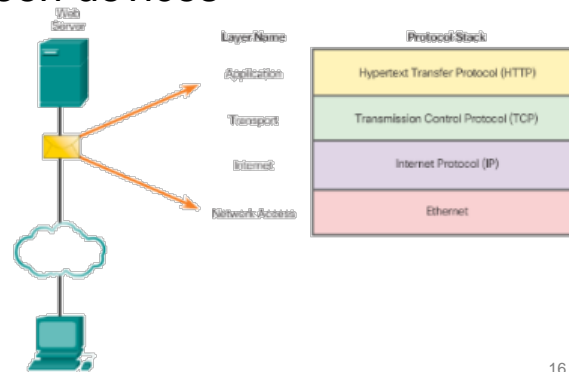 Web
Server
Layer Name
Protocol Stack
Application
Hypertext Transfer Protocol (HTTP)
Transport
Transmission Control Protocol (TCP)
Internet
Internet Protocol (IP)
Network Access
Ethernet
16